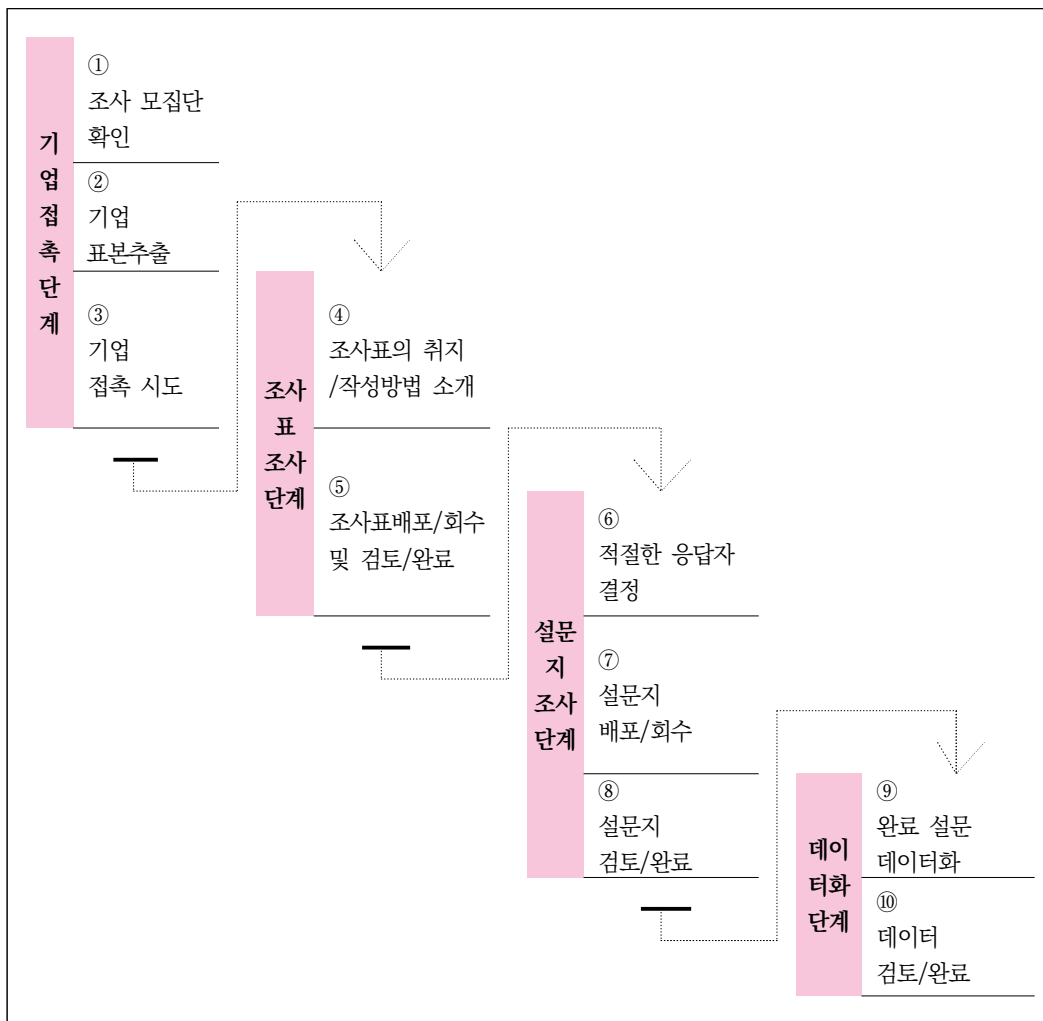 기
업
접
촉
단
계
①
조사 모집단
확인
②
기업
표본추출
③
기업
접촉 시도
조사
표
조사
단계
④
조사표의 취지
/작성방법 소개
⑤
조사표배포/회수
및 검토/완료
설문
지
조사
단계
⑥
적절한 응답자
결정
⑦
설문지
배포/회수
⑧
설문지
검토/완료
데이
터화
단계
⑨
완료 설문
데이터화
⑩
데이터
검토/완료